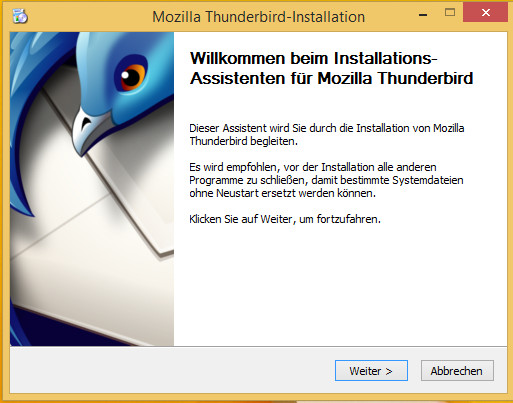 Mozilla Thunderbird-Installation
Willkommen beim Installations-
Assistenten für Mozilla Thunderbird
Dieser Assistent wird Sie durch die Installation von Mozilla
Thunderbird begleiten.
Es wird empfohlen, vor der Installation alle anderen
Programme zu schließen, damit bestimmte Systemdateien
ohne Neustart ersetzt werden können.
Klicken Sie auf Weiter, um fortzufahren.
Weiter >
Abbrechen